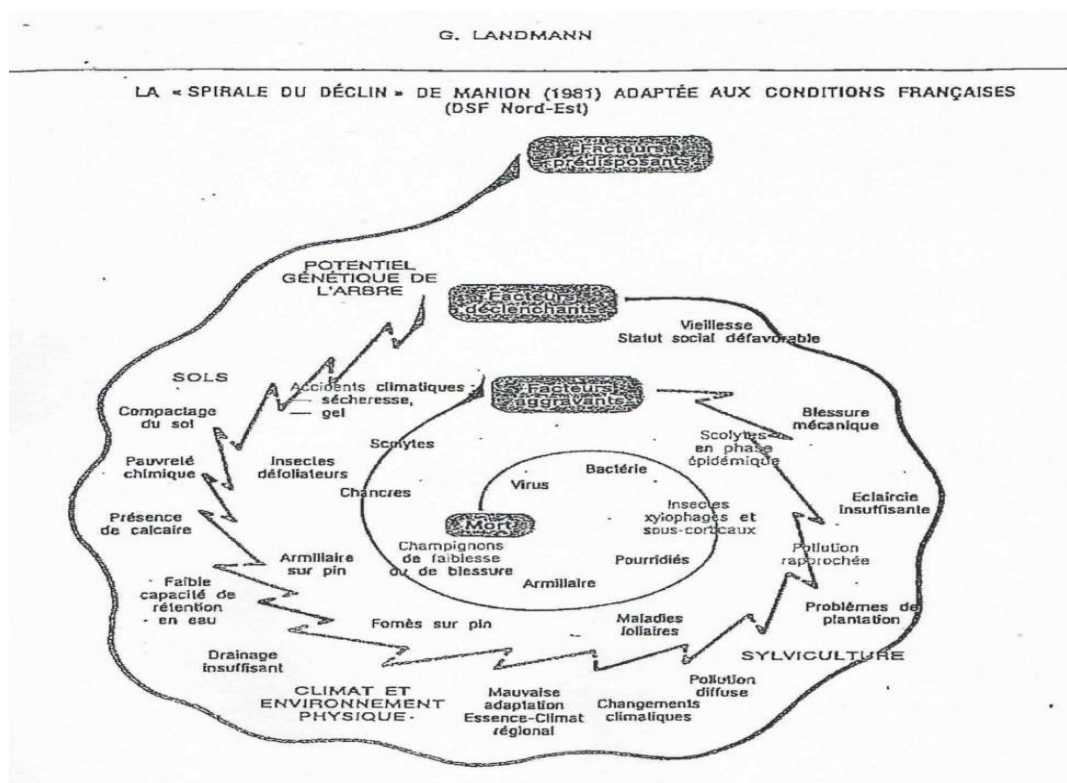 G. LANDMANN
LA « SPIRALE DU DÉCLIN » DE MANION (1981) ADAPTÉE AUX CONDITIONS FRANÇAISES
(DSF Nord-Est)
Facteurs
prédisposants
POTENTIEL
GÉNÉTIQUE DE
L'ARBRE
Facteurs
déclenchants
Vieillesse
Statut social défavorable
SOLS
Accidents climatiques :
— sécheresse,
— gel
Facteurs
aggravants
Compactage
du sol
Blessure
mécanique
Scolytes
Scolytes
en phase
épidémique
Pauvreté
chimique
Insectes
défoliateurs
Bactérie
Virus
Chancres
Insectes
xylophages et
sous-corticaux
Eclaircie
insuffisante
Présence
de calcaire
Mort
Champignons
de faiblesse
ou de blessure
Pourridiés
Pollution
rapprochée
Armillaire
sur pin
Armillaire
Faible
capacité de
rétention
en eau
Problèmes de
plantation
Fomès sur pin
Maladies
foliaires
Drainage
insuffisant
SYLVICULTURE
CLIMAT ET
ENVIRONNEMENT
PHYSIQUE
Mauvaise
adaptation
Essence-Climat
régional
Changements
climatiques
Pollution
diffuse